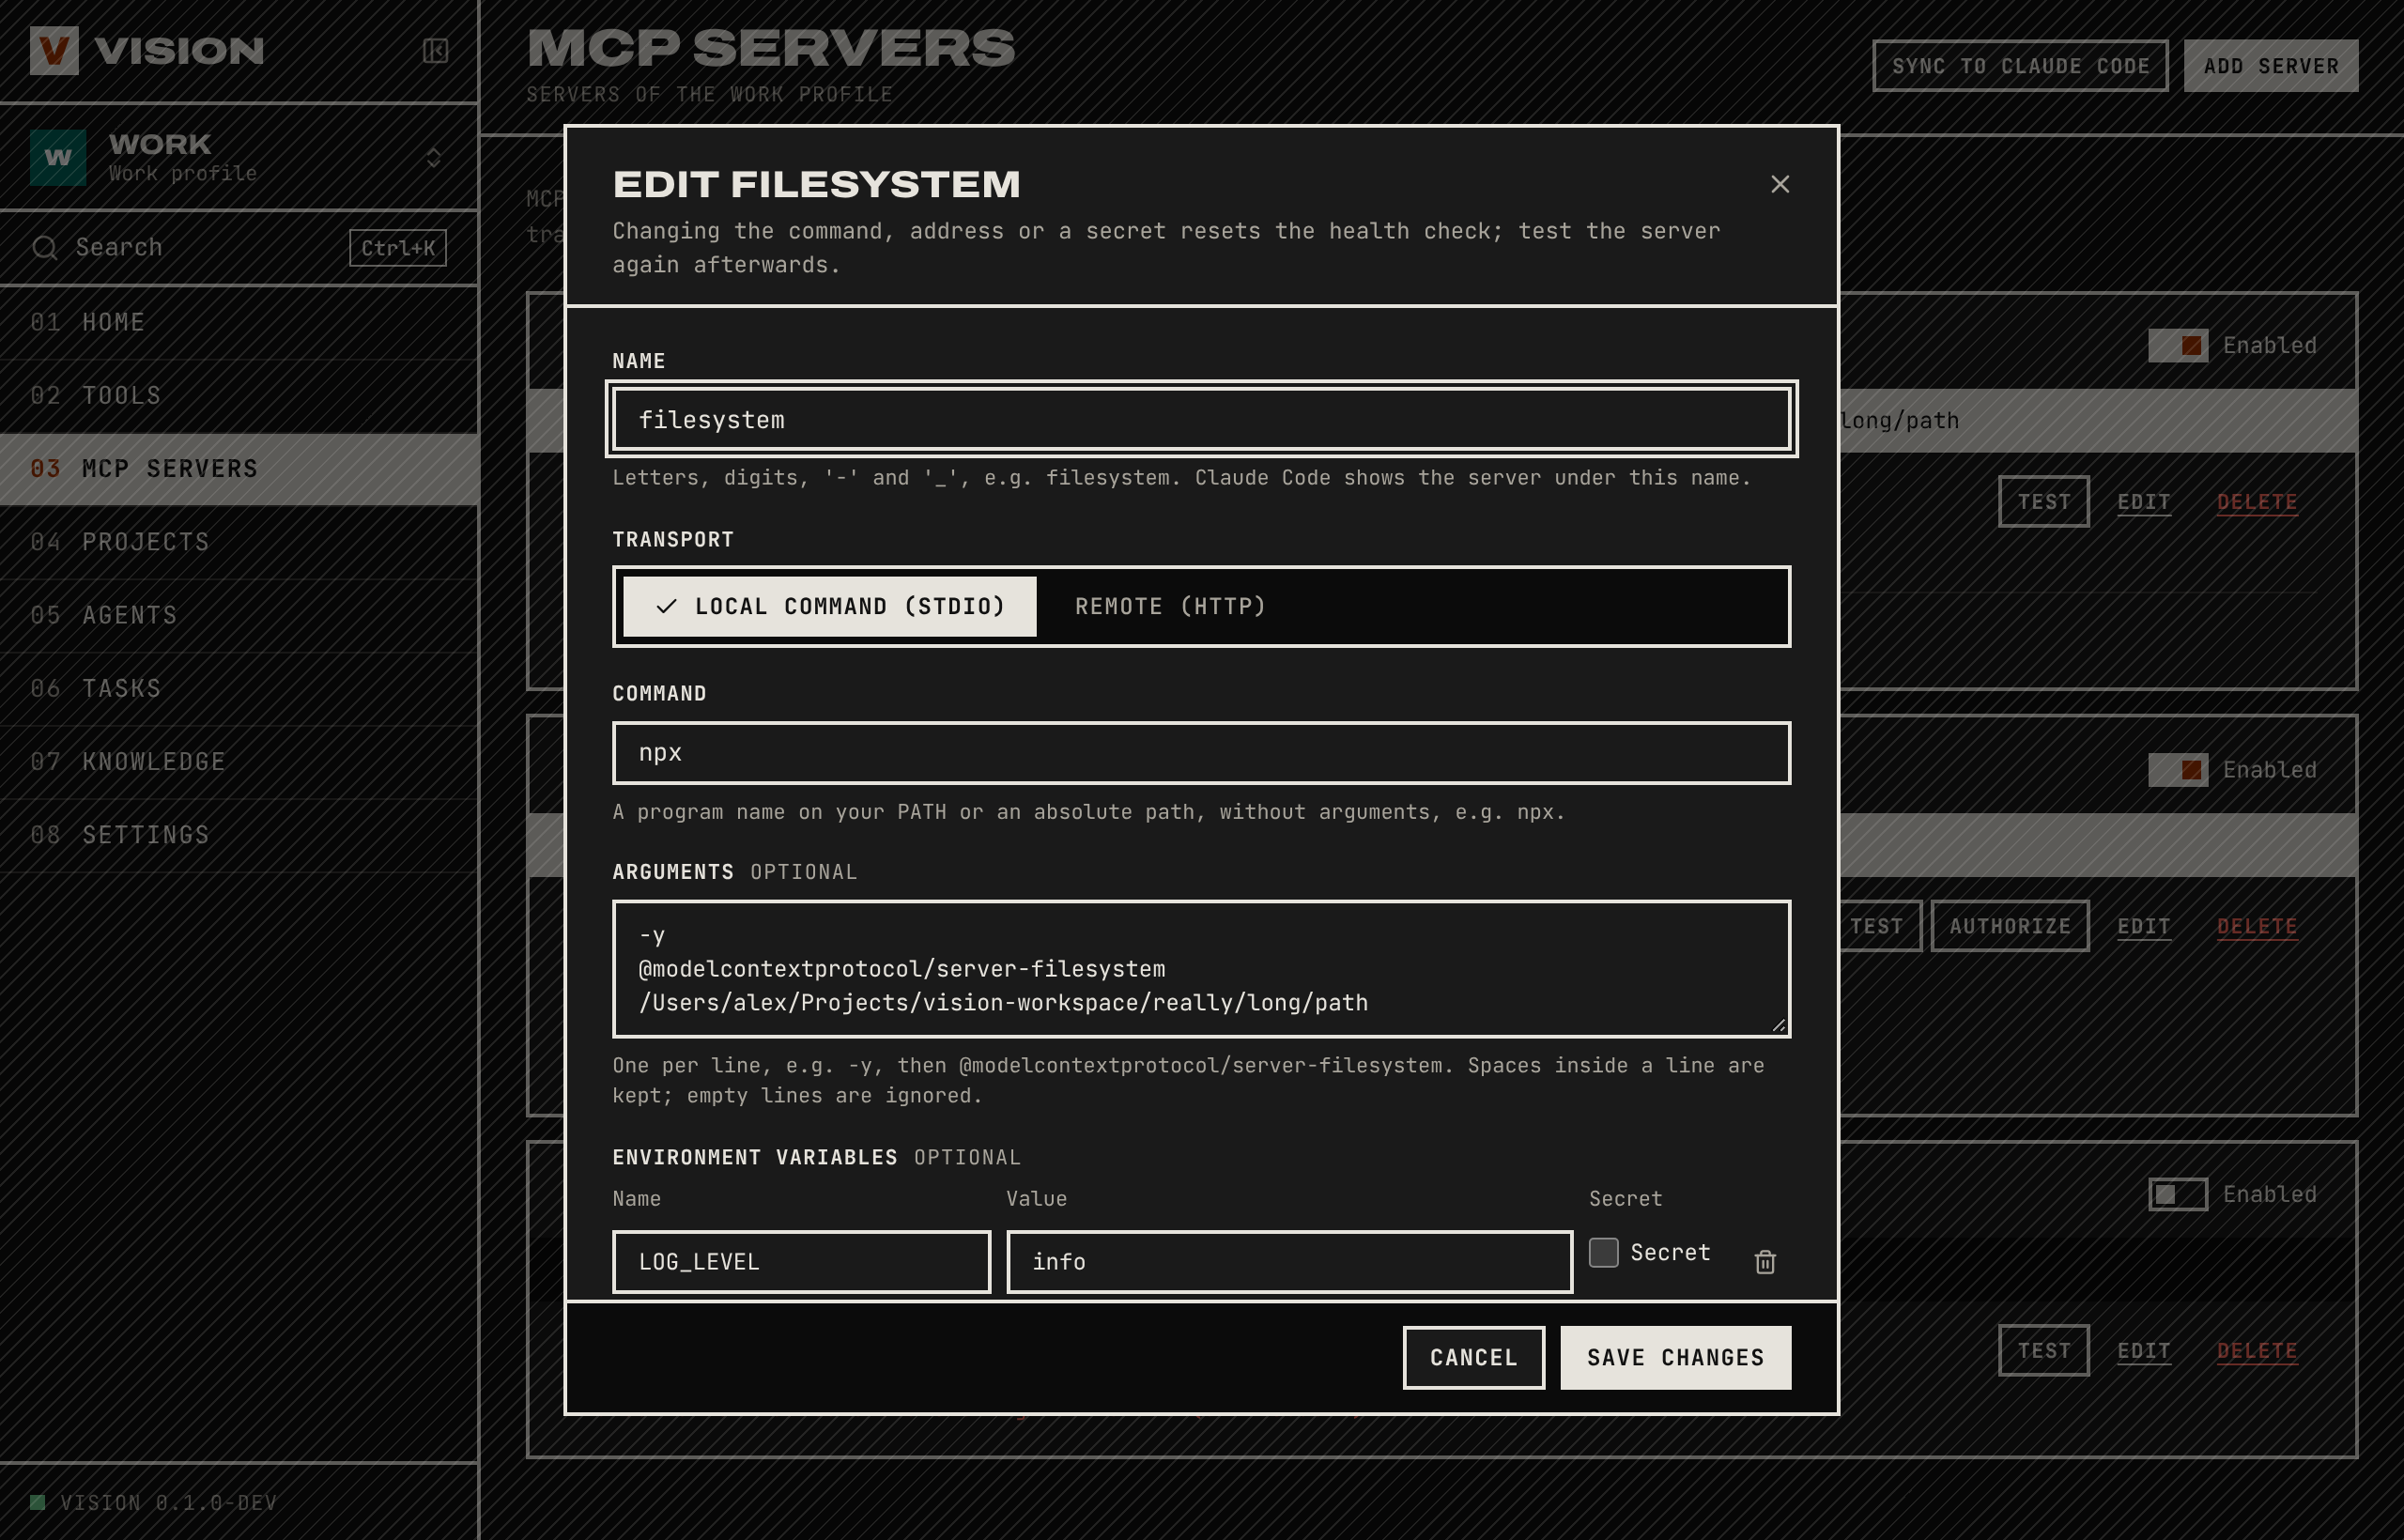 V VISION
W WORK
Work profile
Search Ctrl+K
01 HOME
02 TOOLS
03 MCP SERVERS
04 PROJECTS
05 AGENTS
06 TASKS
07 KNOWLEDGE
08 SETTINGS
VISION 0.1.0-DEV
MCP SERVERS
SERVERS OF THE WORK PROFILE
SYNC TO CLAUDE CODE ADD SERVER
MCP
Enabled
long/path
TEST EDIT DELETE
Enabled
TEST AUTHORIZE EDIT DELETE
Enabled
TEST EDIT DELETE
EDIT FILESYSTEM
Changing the command, address or a secret resets the health check; test the server
again afterwards.
NAME
filesystem
Letters, digits, '-' and '_', e.g. filesystem. Claude Code shows the server under this name.
TRANSPORT
LOCAL COMMAND (STDIO) REMOTE (HTTP)
COMMAND
npx
A program name on your PATH or an absolute path, without arguments, e.g. npx.
ARGUMENTS OPTIONAL
-y
@modelcontextprotocol/server-filesystem
/Users/alex/Projects/vision-workspace/really/long/path
One per line, e.g. -y, then @modelcontextprotocol/server-filesystem. Spaces inside a line are
kept; empty lines are ignored.
ENVIRONMENT VARIABLES OPTIONAL
Name Value Secret
LOG_LEVEL info Secret
CANCEL SAVE CHANGES